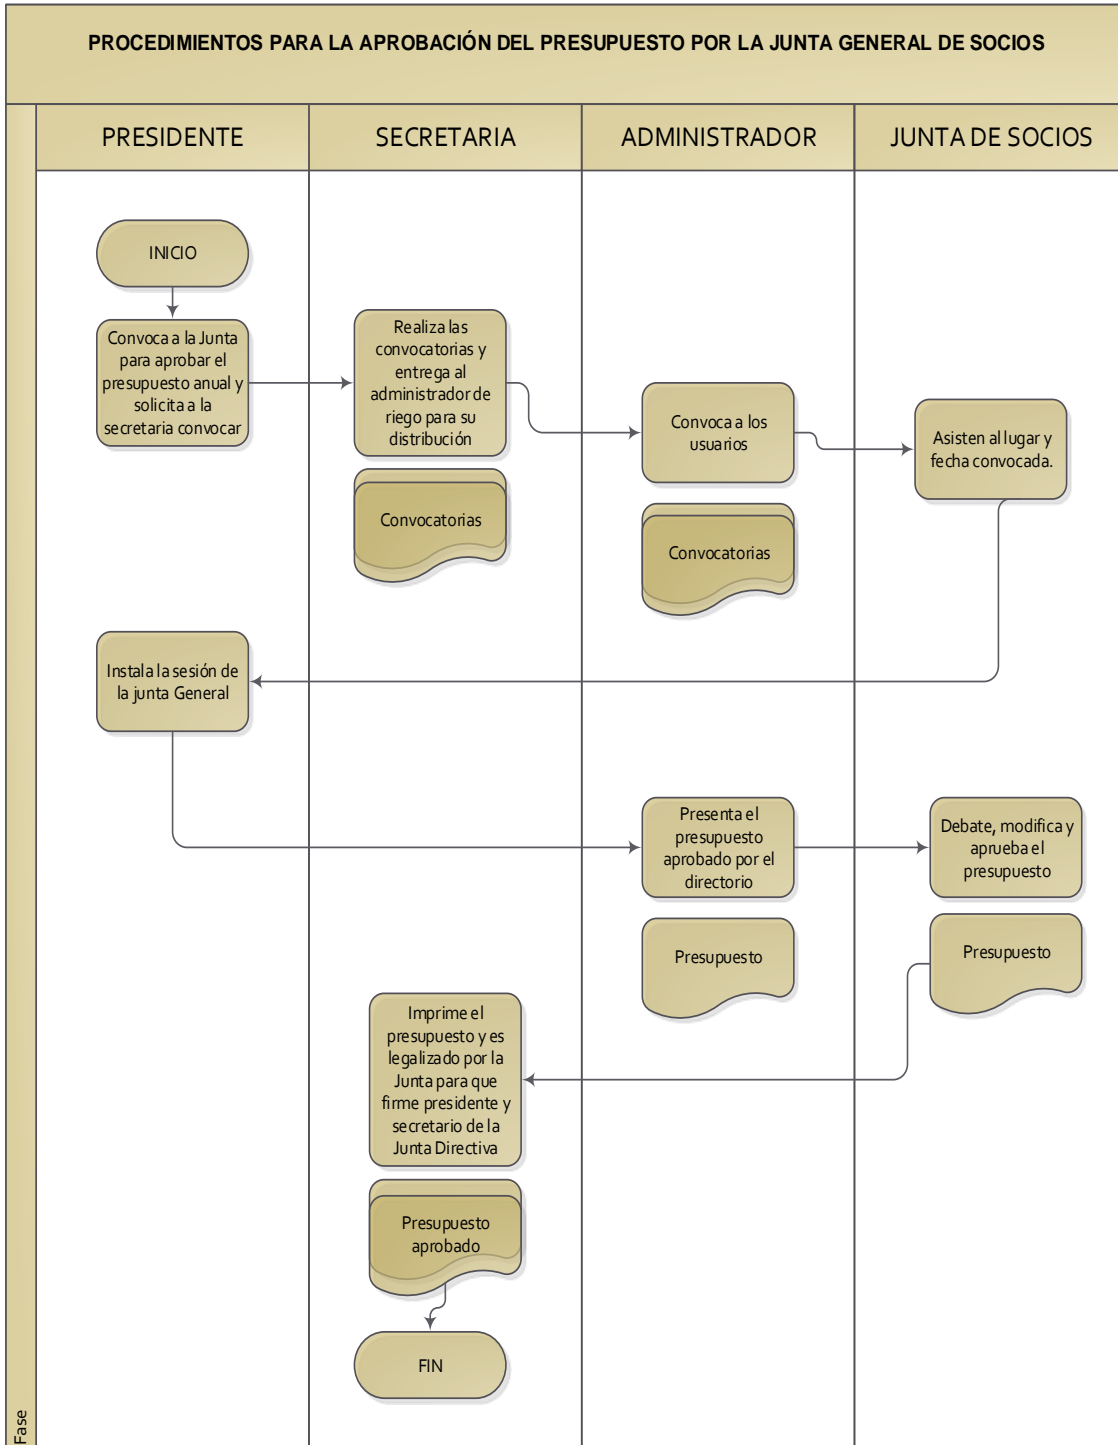 PROCEDIMIENTOS PARA LA APROBACIÓN DEL PRESUPUESTO POR LA JUNTA GENERAL DE SOCIOS
PRESIDENTE
SECRETARIA
ADMINISTRADOR
JUNTA DE SOCIOS
INICIO
Convoca a la Junta
para aprobar el
presupuesto anual y
solicita a la
secretaria convocar
Realiza las
convocatorias y
entrega al
administrador de
riego para su
distribución
Convocatorias
Convoca a los
usuarios
Convocatorias
Asisten al lugar y
fecha convocada.
Instala la sesión de
la junta General
Presenta el
presupuesto
aprobado por el
directorio
Presupuesto
Debate, modifica y
aprueba el
presupuesto
Presupuesto
Imprime el
presupuesto y es
legalizado por la
Junta para que
firme presidente y
secretario de la
Junta Directiva
Presupuesto
aprobado
FIN
Fase